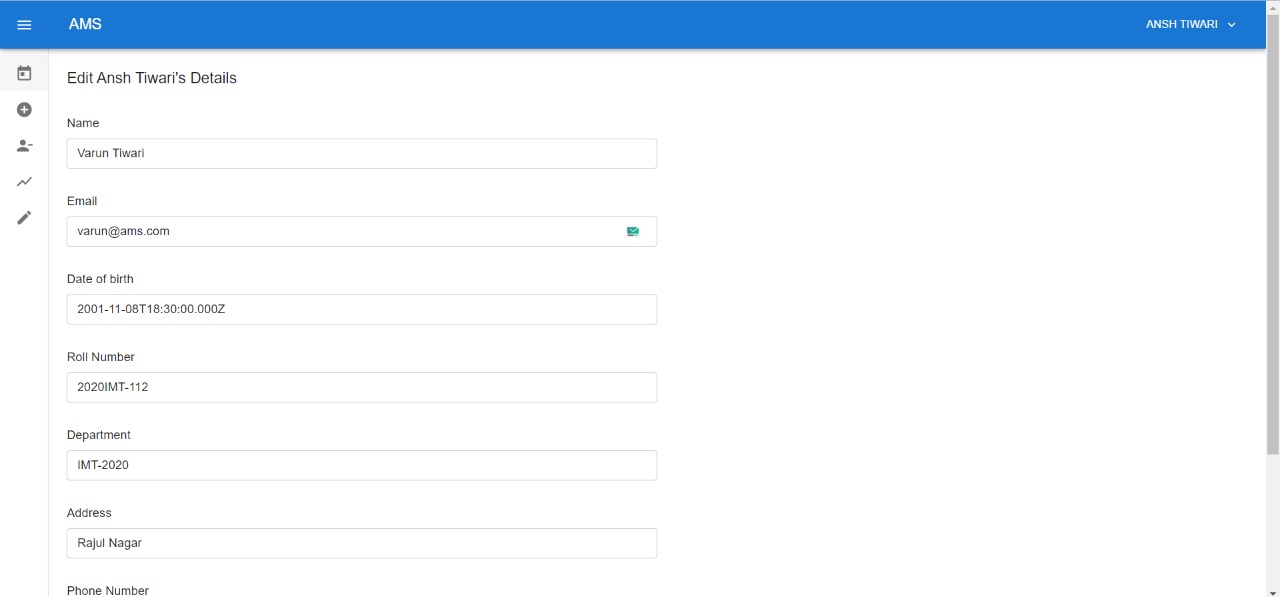 AMS
ANSH TIWARI
Edit Ansh Tiwari's Details
Name
Varun Tiwari
Email
varun@ams.com
Date of birth
2001-11-08T18:30:00.000Z
Roll Number
2020IMT-112
Department
IMT-2020
Address
Rajul Nagar
Phone Number